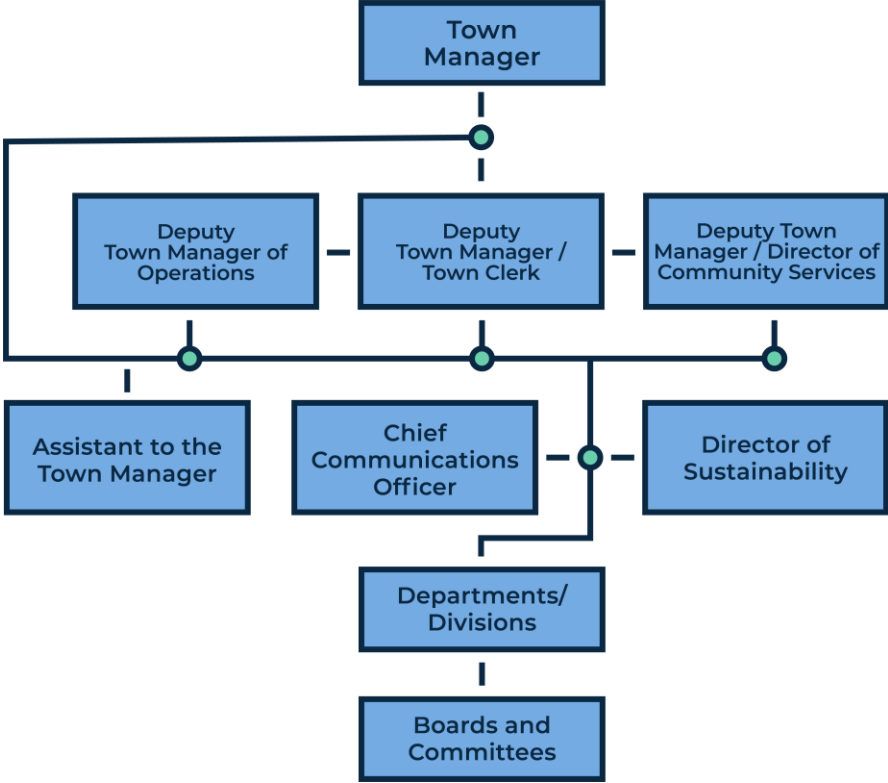 Town
Manager
Deputy
Town Manager of
Operations
Deputy
Town Manager /
Town Clerk
Deputy Town
Manager / Director of
Community Services
Assistant to the
Town Manager
Chief
Communications
Officer
Director of
Sustainability
Departments/
Divisions
Boards and
Committees